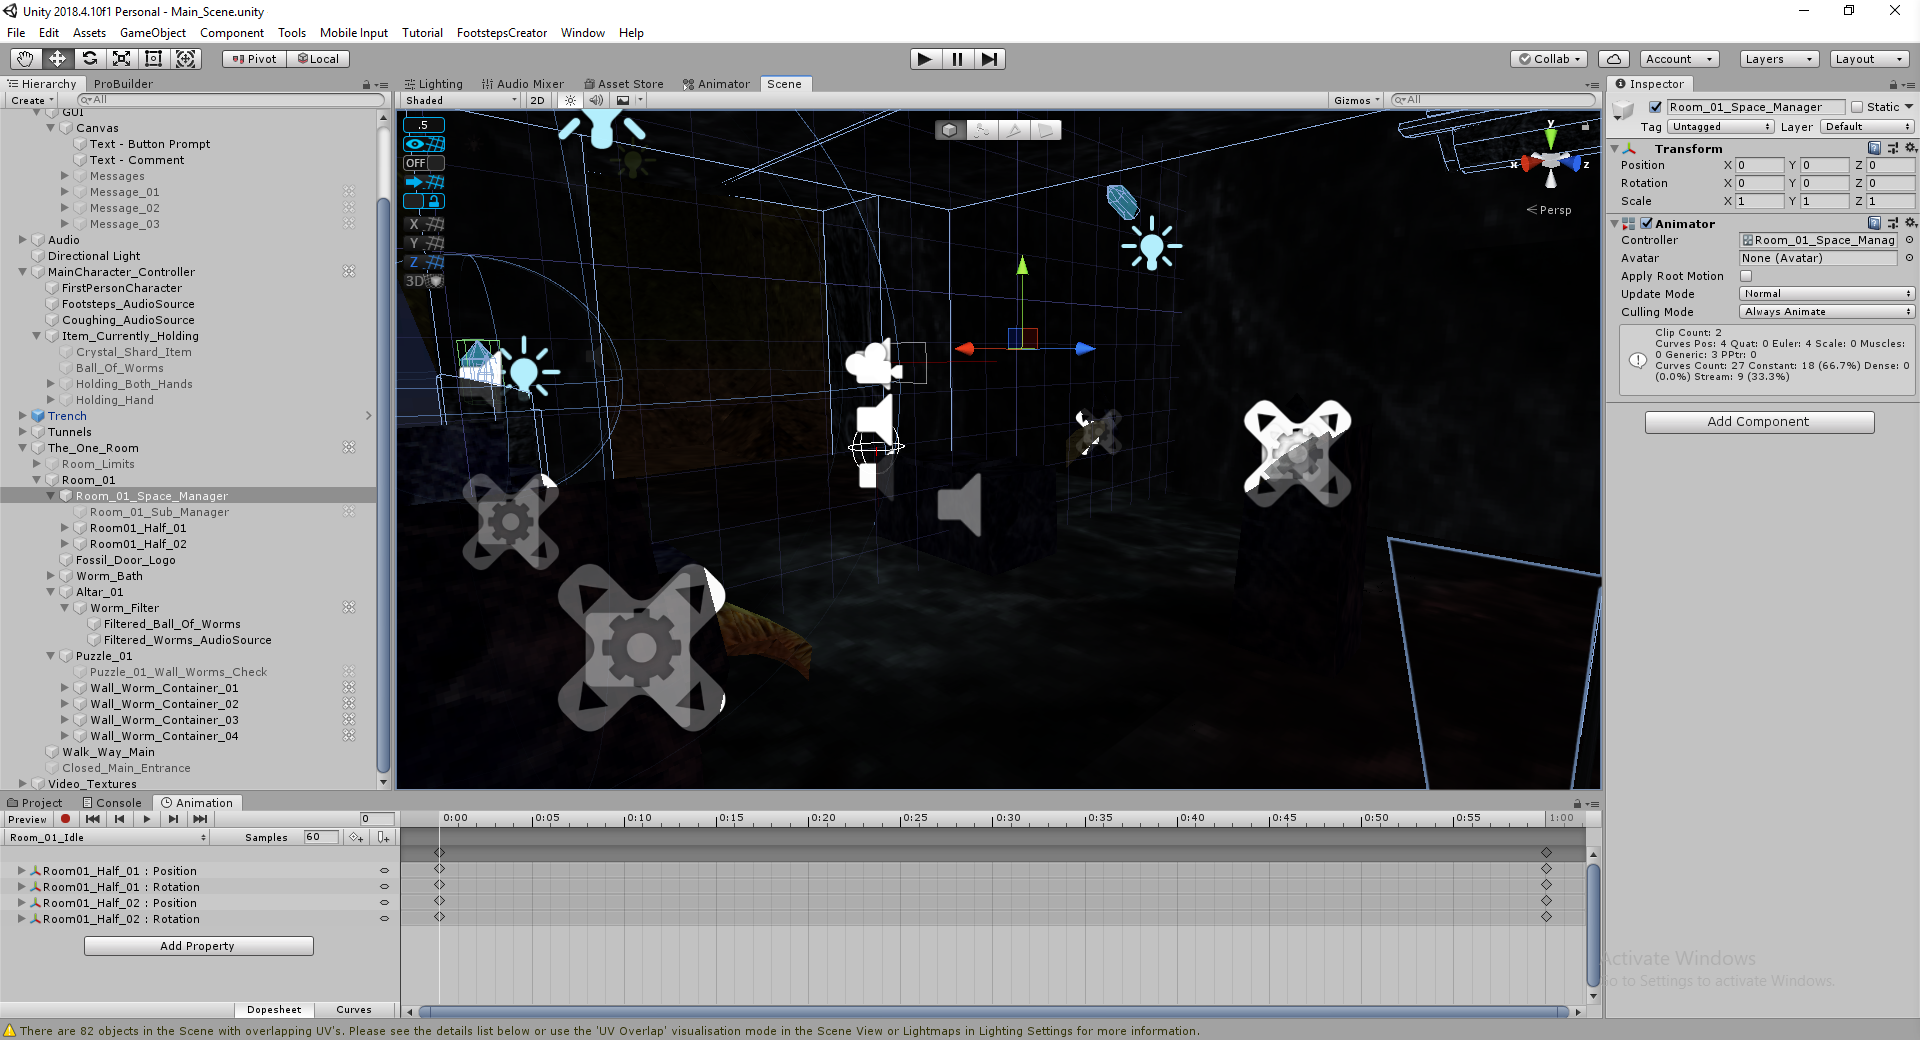 Unity 2018.4.10f1 Personal - Main_Scene.unity
File Edit Assets GameObject Component Tools Mobile Input Tutorial FootstepsCreator Window Help
Pivot Local Collab Account Layers Layout
Hierarchy ProBuilder
Create All
GUI
Canvas
Text - Button Prompt
Text - Comment
Messages
Message_01
Message_02
Message_03
Audio
Directional Light
MainCharacter_Controller
FirstPersonCharacter
Footsteps_AudioSource
Coughing_AudioSource
Item_Currently_Holding
Crystal_Shard_Item
Ball_Of_Worms
Holding_Both_Hands
Holding_Hand
Trench
Tunnels
The_One_Room
Room_Limits
Room_01
Room_01_Space_Manager
Room_01_Sub_Manager
Room01_Half_01
Room01_Half_02
Fossil_Door_Logo
Worm_Bath
Altar_01
Worm_Filter
Filtered_Ball_Of_Worms
Filtered_Worms_AudioSource
Puzzle_01
Puzzle_01_Wall_Worms_Check
Wall_Worm_Container_01
Wall_Worm_Container_02
Wall_Worm_Container_03
Wall_Worm_Container_04
Walk_Way_Main
Closed_Main_Entrance
Video_Textures
Lighting Audio Mixer Asset Store Animator Scene
Shaded 2D Gizmos All
.5
OFF
X
Y
Z
3D
y
x z
Persp
Inspector
Room_01_Space_Manager Static
Tag Untagged Layer Default
Transform
Position X 0 Y 0 Z 0
Rotation X 0 Y 0 Z 0
Scale X 1 Y 1 Z 1
Animator
Controller Room_01_Space_Manag
Avatar None (Avatar)
Apply Root Motion
Update Mode Normal
Culling Mode Always Animate
Clip Count: 2
Curves Pos: 4 Quat: 0 Euler: 4 Scale: 0 Muscles:
0 Generic: 3 PPtr: 0
Curves Count: 27 Constant: 18 (66.7%) Dense: 0
(0.0%) Stream: 9 (33.3%)
Add Component
Project Console Animation
Preview 0
0:00 0:05 0:10 0:15 0:20 0:25 0:30 0:35 0:40 0:45 0:50 0:55 1:00
Room_01_Idle Samples 60
Room01_Half_01 : Position
Room01_Half_01 : Rotation
Room01_Half_02 : Position
Room01_Half_02 : Rotation
Add Property
Dopesheet Curves
Activate Windows
Go to Settings to activate Windows.
There are 82 objects in the Scene with overlapping UV's. Please see the details list below or use the 'UV Overlap' visualisation mode in the Scene View or Lightmaps in Lighting Settings for more information.